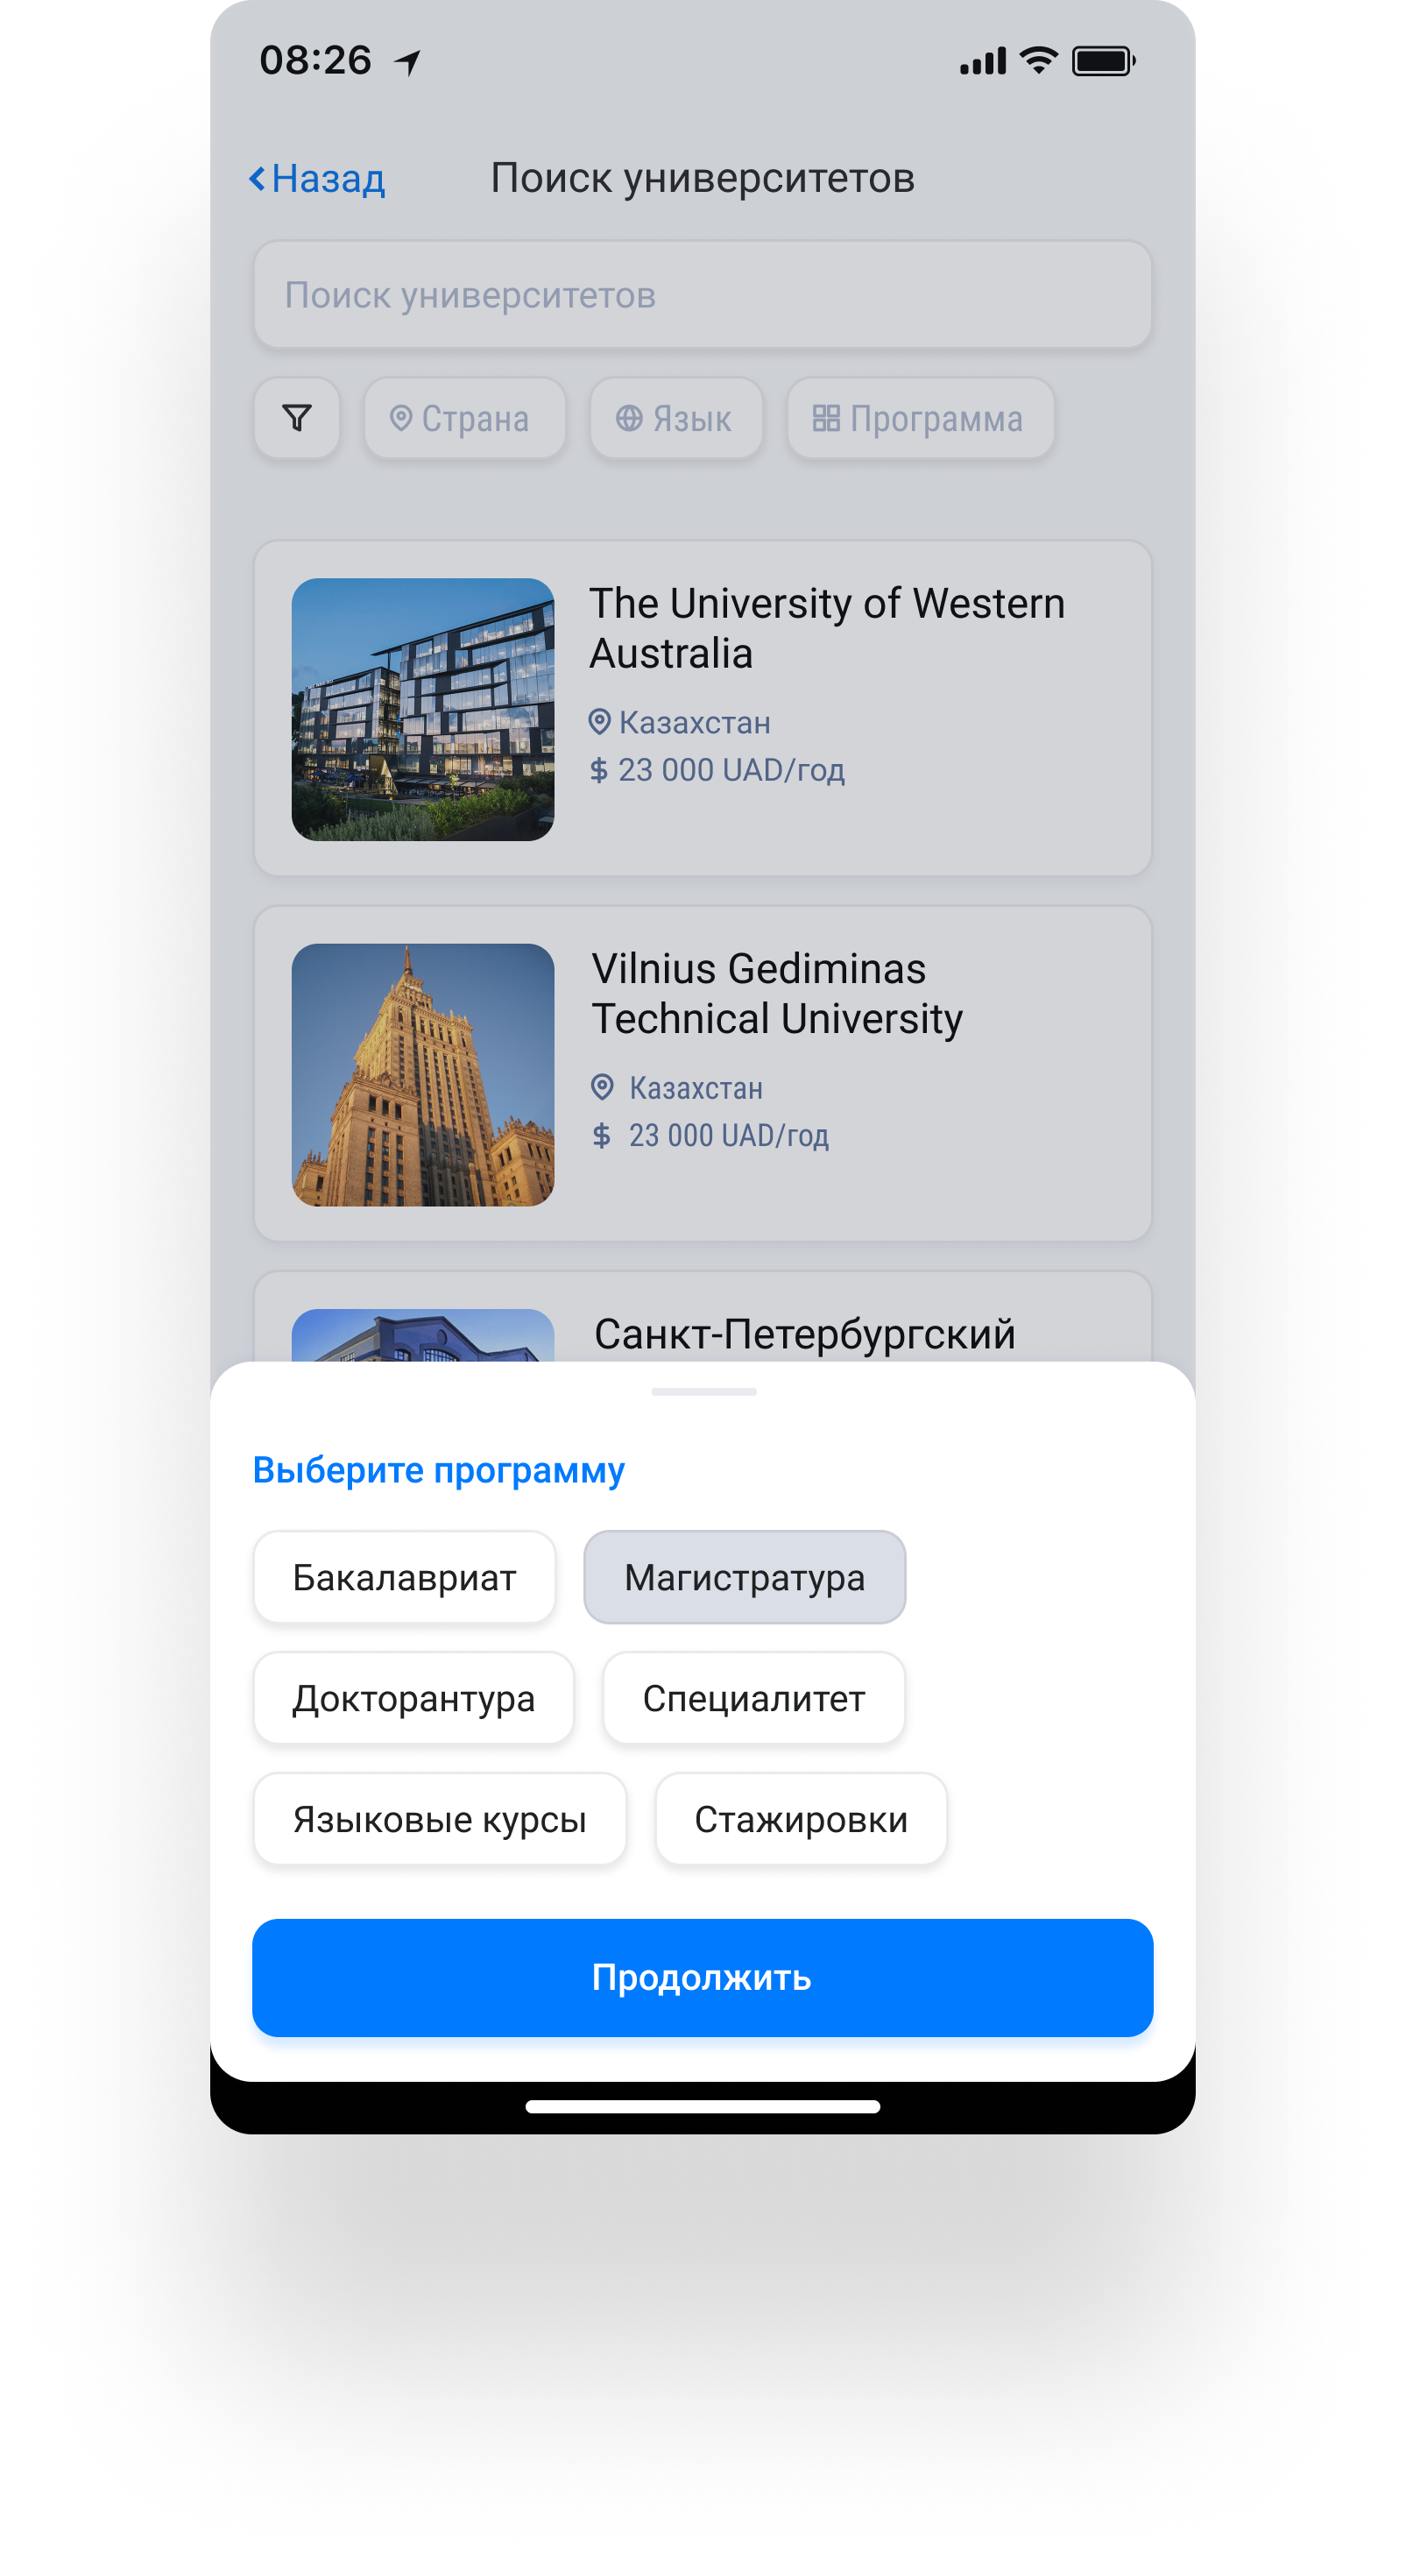 08:26
Назад
Поиск университетов
Поиск университетов
Страна
Язык
Программа
The University of Western
Australia
Казахстан
$ 23 000 UAD/год
Vilnius Gediminas
Technical University
Казахстан
$ 23 000 UAD/год
Санкт-Петербургский
Выберите программу
Бакалавриат
Магистратура
Докторантура
Специалитет
Языковые курсы
Стажировки
Продолжить